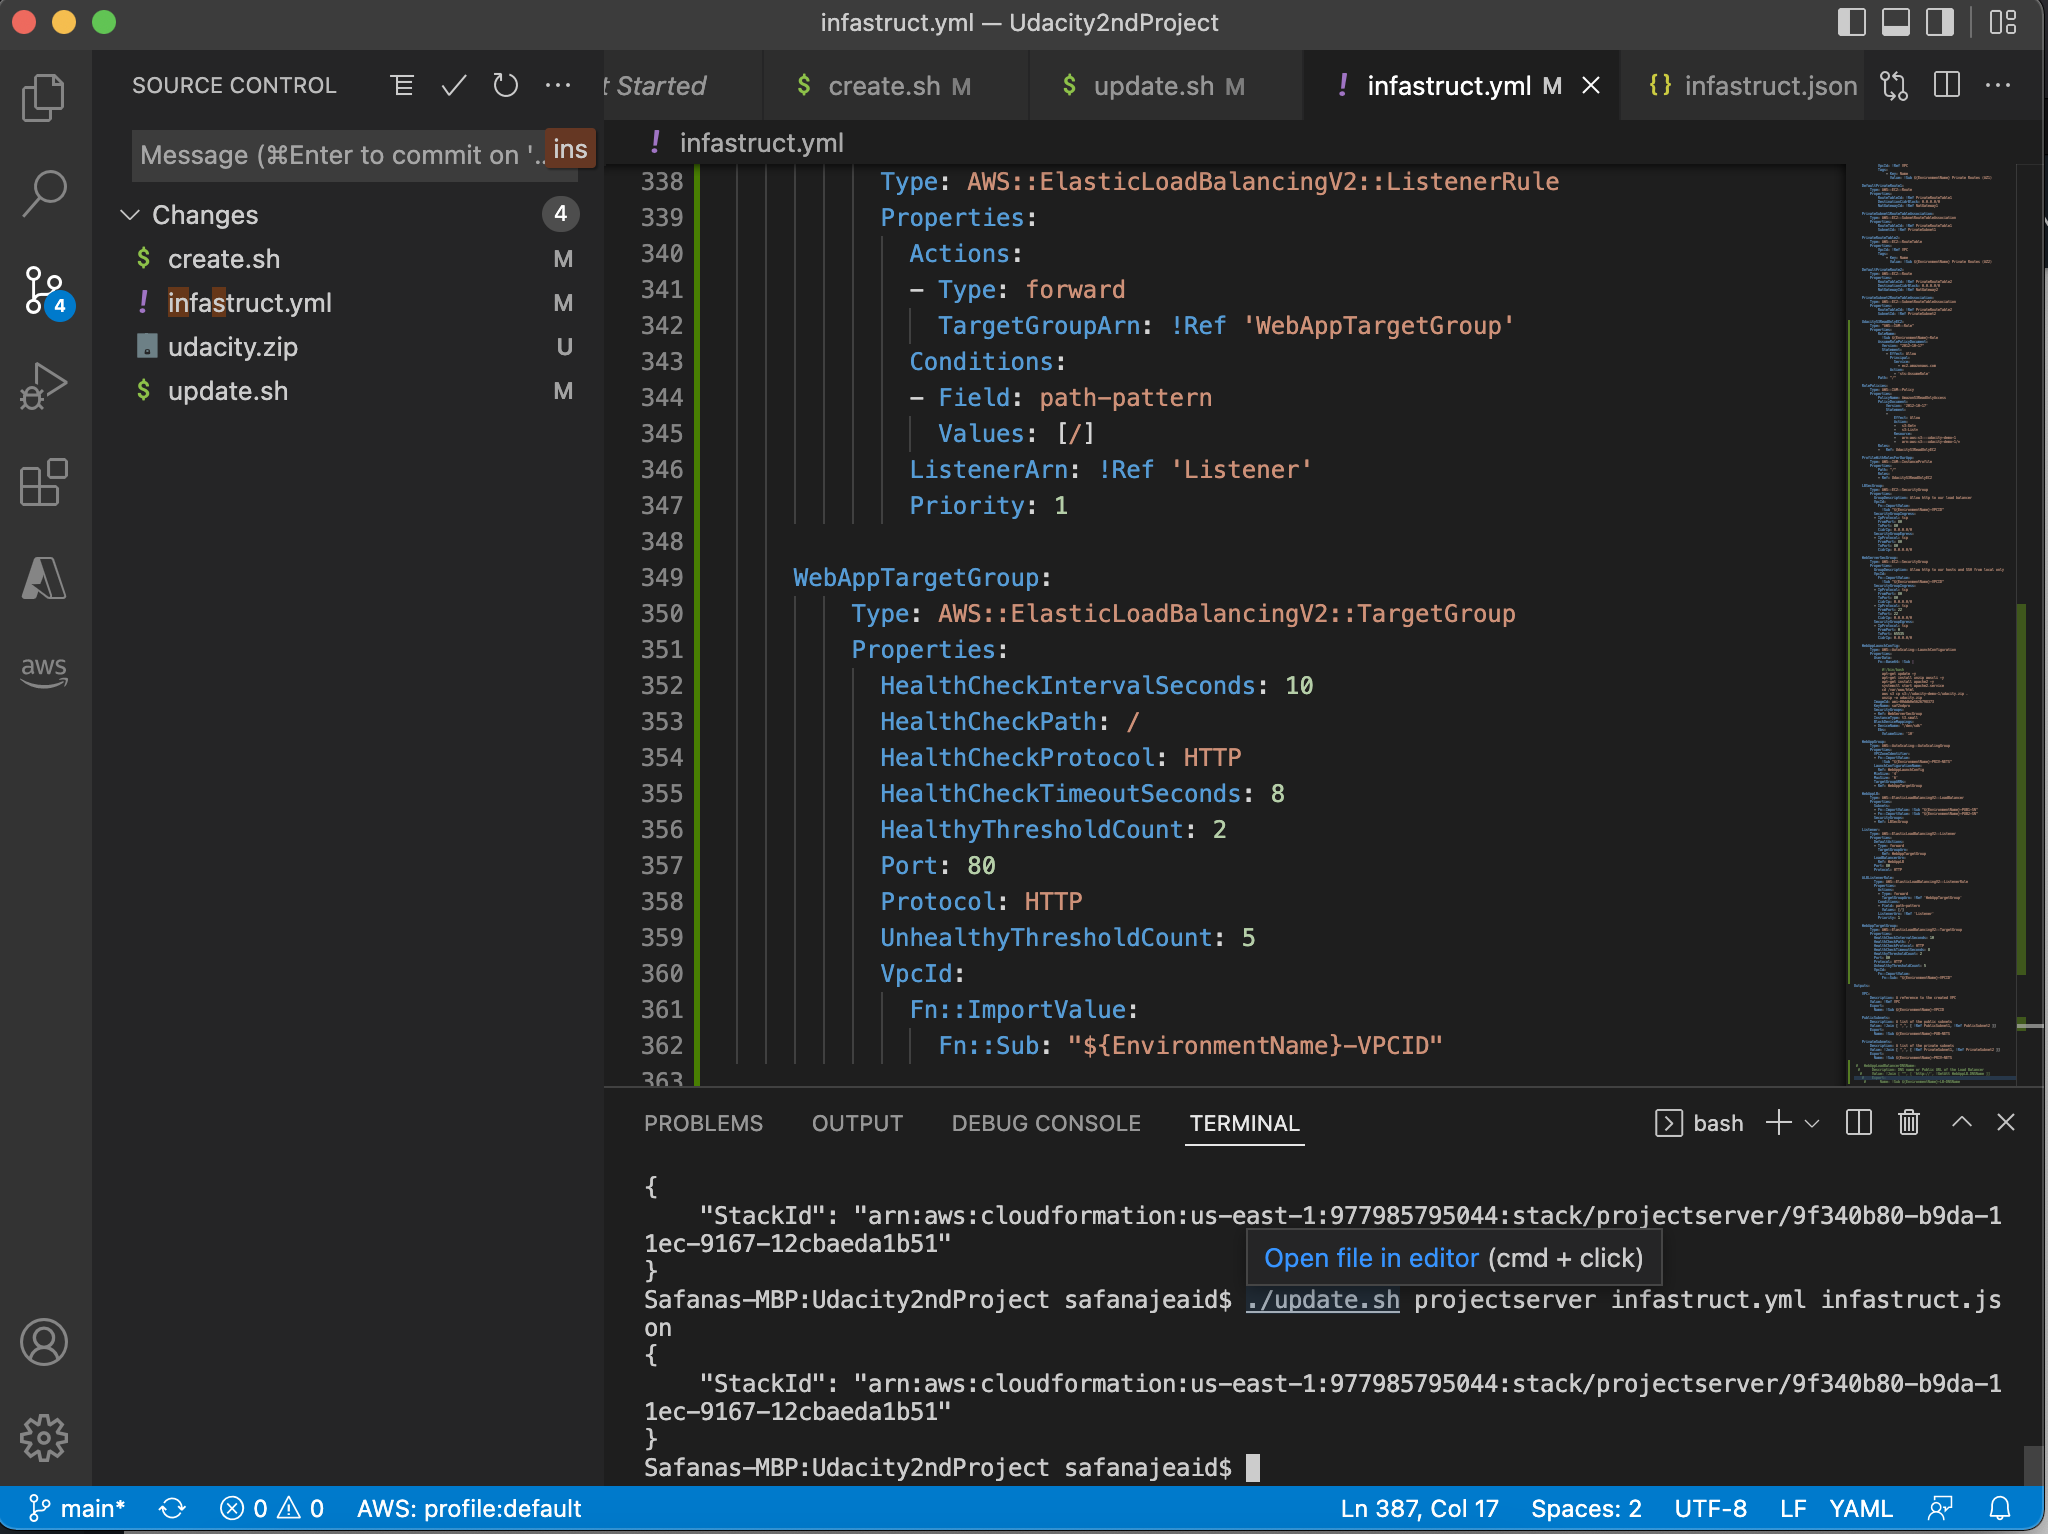 infastruct.yml — Udacity2ndProject
SOURCE CONTROL
t Started
$ create.sh M
$ update.sh M
! infastruct.yml M
{} infastruct.json
Message (⌘Enter to commit on '..
ins
Changes
4
$ create.sh M
! infastruct.yml M
udacity.zip U
$ update.sh M
4
aws
! infastruct.yml
338 Type: AWS::ElasticLoadBalancingV2::ListenerRule
339 Properties:
340 Actions:
341 - Type: forward
342 TargetGroupArn: !Ref 'WebAppTargetGroup'
343 Conditions:
344 - Field: path-pattern
345 Values: [/]
346 ListenerArn: !Ref 'Listener'
347 Priority: 1
348
349 WebAppTargetGroup:
350 Type: AWS::ElasticLoadBalancingV2::TargetGroup
351 Properties:
352 HealthCheckIntervalSeconds: 10
353 HealthCheckPath: /
354 HealthCheckProtocol: HTTP
355 HealthCheckTimeoutSeconds: 8
356 HealthyThresholdCount: 2
357 Port: 80
358 Protocol: HTTP
359 UnhealthyThresholdCount: 5
360 VpcId:
361 Fn::ImportValue:
362 Fn::Sub: "${EnvironmentName}-VPCID"
363
PROBLEMS OUTPUT DEBUG CONSOLE TERMINAL
bash
{
"StackId": "arn:aws:cloudformation:us-east-1:977985795044:stack/projectserver/9f340b80-b9da-1
1ec-9167-12cbaeda1b51"
}
Open file in editor (cmd + click)
Safanas-MBP:Udacity2ndProject safanajeaid$ ./update.sh projectserver infastruct.yml infastruct.js
on
{
"StackId": "arn:aws:cloudformation:us-east-1:977985795044:stack/projectserver/9f340b80-b9da-1
1ec-9167-12cbaeda1b51"
}
Safanas-MBP:Udacity2ndProject safanajeaid$
main* 0 0 AWS: profile:default Ln 387, Col 17 Spaces: 2 UTF-8 LF YAML